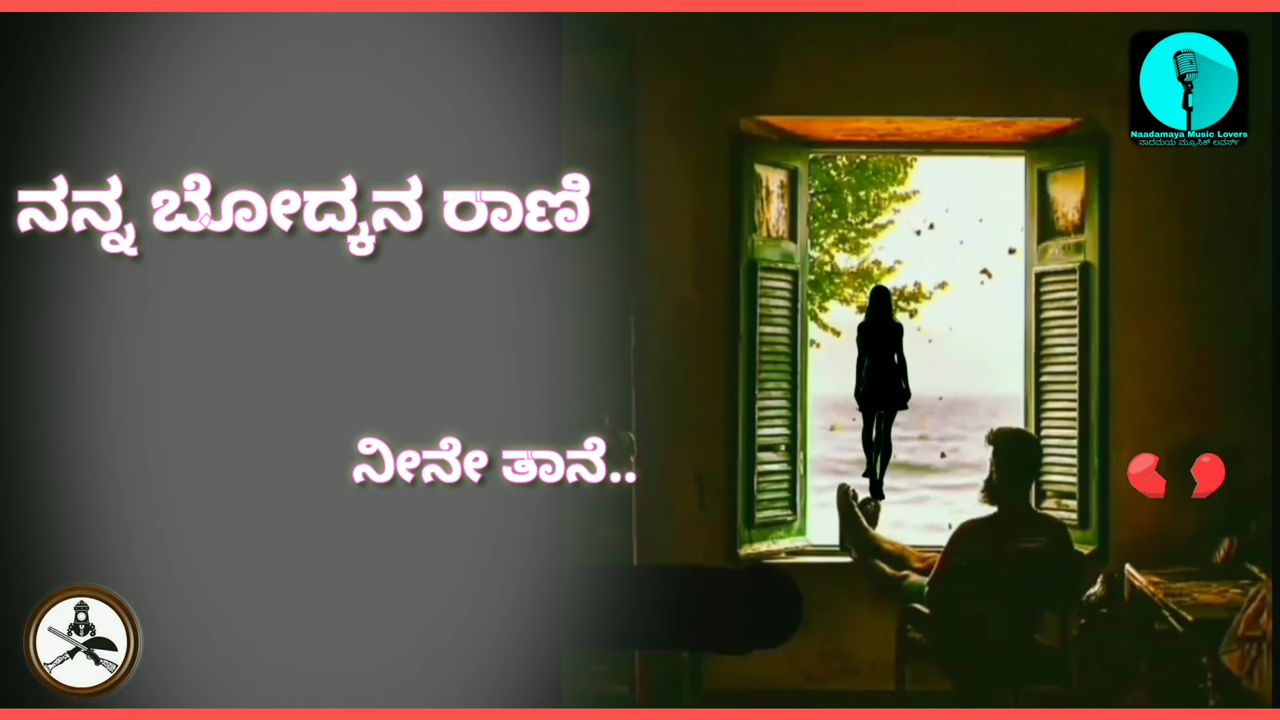 Naadamaya Music Lovers
ನಾದಮಯ ಮ್ಯೂಸಿಕ್ ಲವರ್ಸ್
ನನ್ನ ಬೋದ್ಕನ ರಾಣಿ
ನೀನೇ ತಾನೆ..